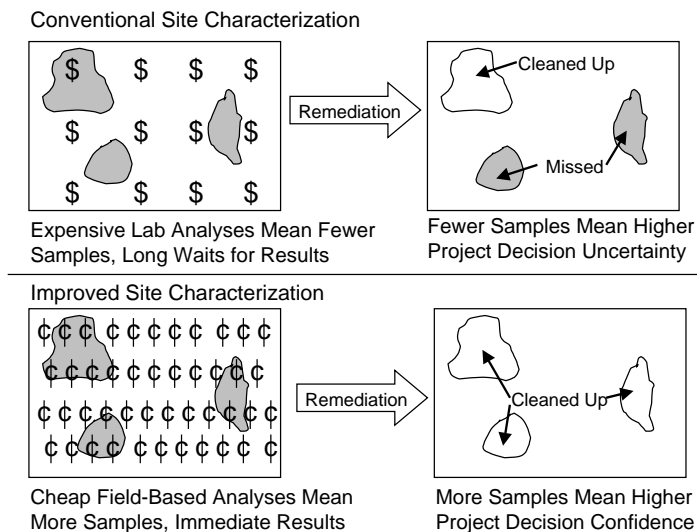 Conventional Site Characterization
$ $ $ $
$ $ $ $
$ $ $ $
Remediation
Cleaned Up
Missed
Expensive Lab Analyses Mean Fewer
Samples, Long Waits for Results
Fewer Samples Mean Higher
Project Decision Uncertainty
Improved Site Characterization
¢ ¢ ¢ ¢ ¢ ¢ ¢ ¢ ¢ ¢ ¢
¢ ¢ ¢ ¢ ¢ ¢ ¢ ¢ ¢ ¢ ¢
¢ ¢ ¢ ¢ ¢ ¢ ¢ ¢ ¢ ¢ ¢ ¢
¢ ¢ ¢ ¢ ¢ ¢ ¢ ¢ ¢ ¢ ¢
Remediation
Cleaned Up
Cheap Field-Based Analyses Mean
More Samples, Immediate Results
More Samples Mean Higher
Project Decision Confidence